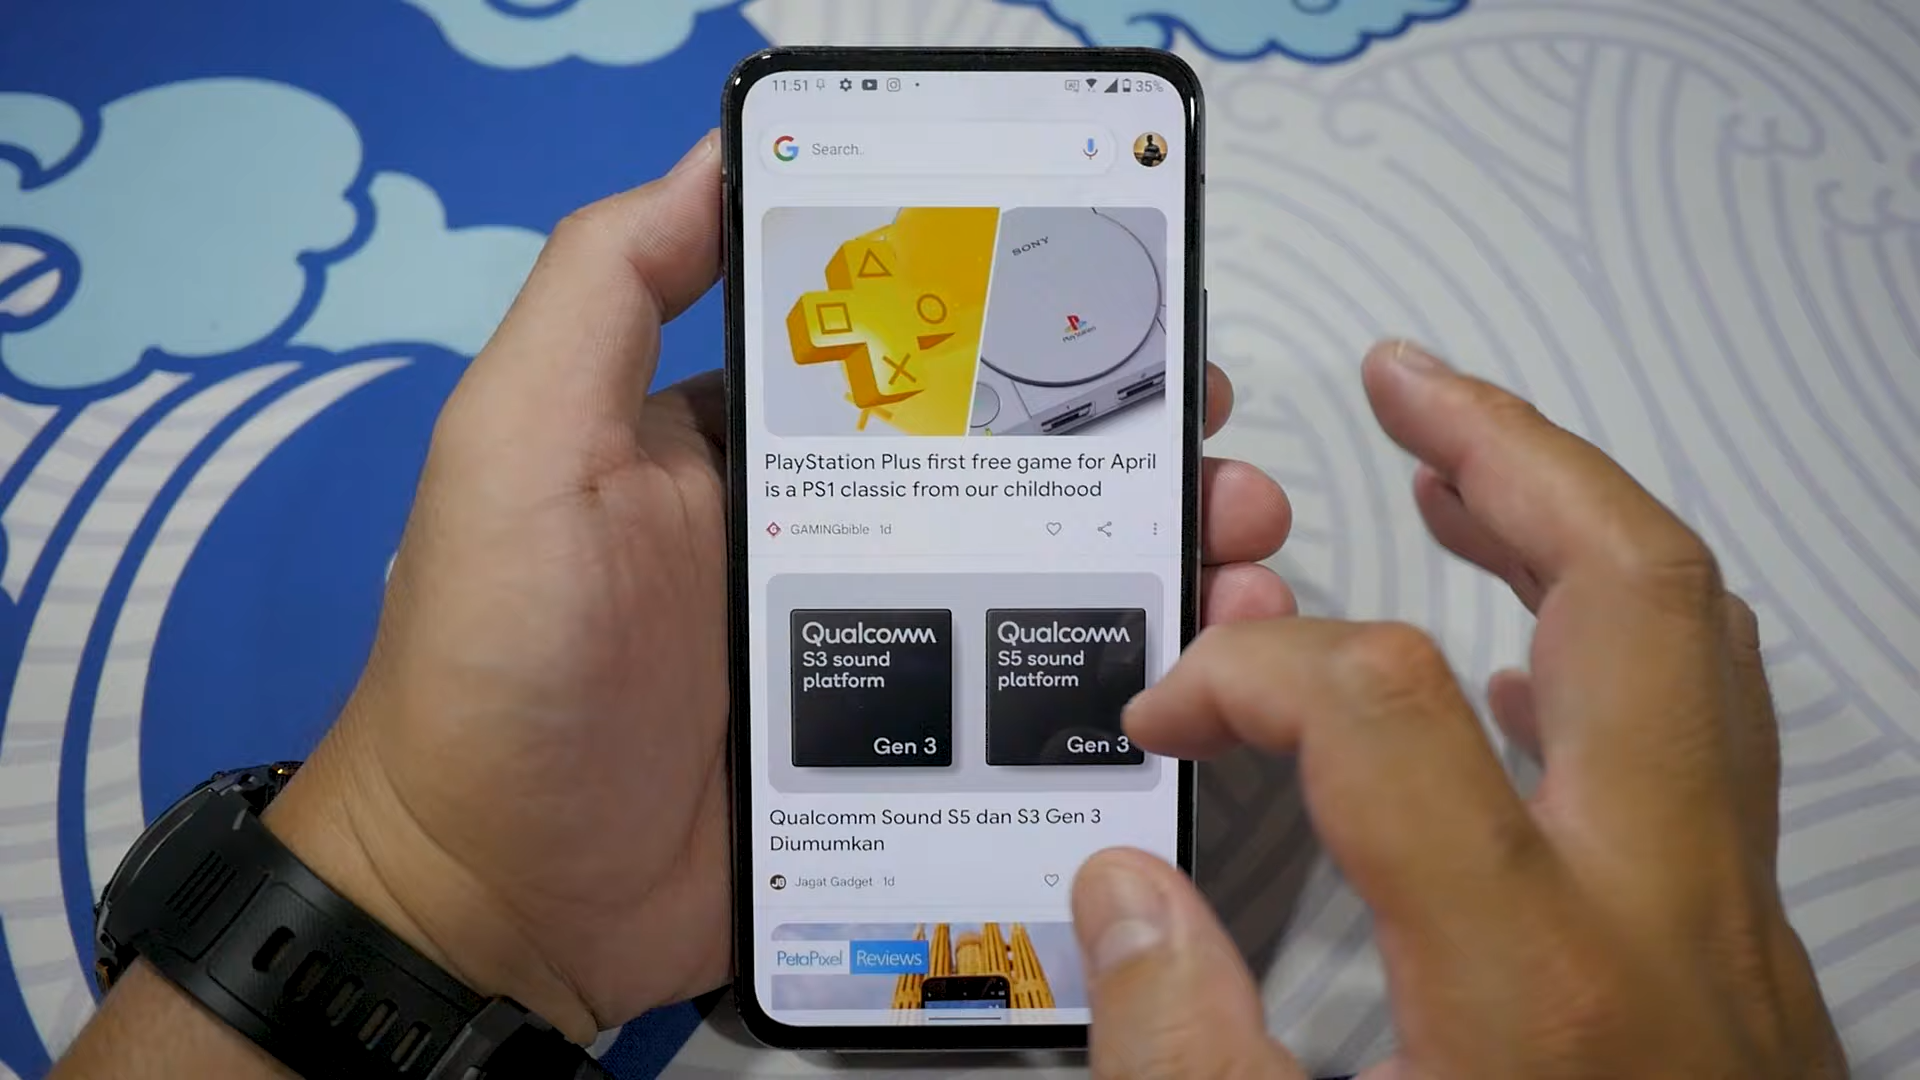 11:51 35%
Search..
SONY
PlayStation
PlayStation Plus first free game for April
is a PS1 classic from our childhood
GAMINGbible 1d
Qualcomm
S3 sound
platform
Gen 3
Qualcomm
S5 sound
platform
Gen 3
Qualcomm Sound S5 dan S3 Gen 3
Diumumkan
JG Jagat Gadget · 1d
PetaPixel Reviews